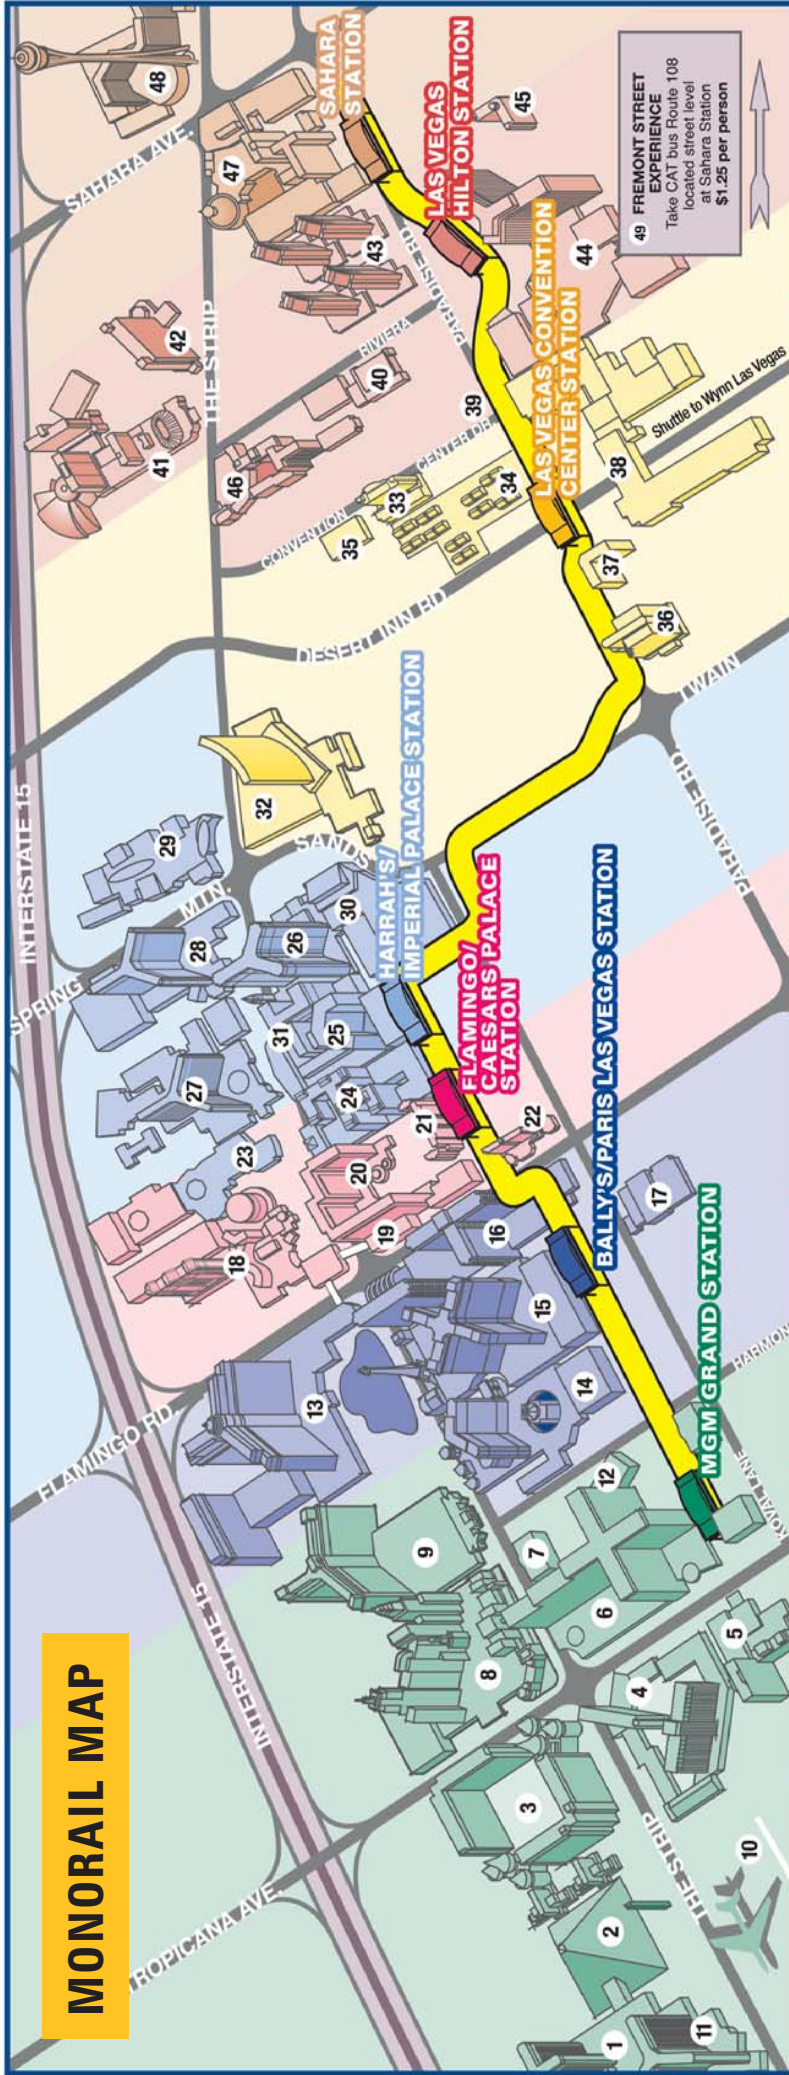 MONORAIL MAP
INTERSTATE 15
INTERSTATE 15
TROPICANA AVE.
FLAMINGO RD.
SPRING
MTN.
SANDS
THE STRIP
THE STRIP
SAHARA AVE.
RIVIERA
PARADISE RD
CONVENTION
CENTER DR.
DESERT INN RD.
TWAIN
PARADISE RD.
HARMON
KOVAL LANE
Shuttle to Wynn Las Vegas
SAHARA
STATION
LAS VEGAS
HILTON STATION
LAS VEGAS CONVENTION
CENTER STATION
HARRAH'S/
IMPERIAL PALACE STATION
FLAMINGO/
CAESARS PALACE
STATION
BALLY'S/PARIS LAS VEGAS STATION
MGM GRAND STATION
49 FREMONT STREET
EXPERIENCE
Take CAT bus Route 108
located street level
at Sahara Station
$1.25 per person
1
2
3
4
5
6
7
8
9
10
11
12
13
14
15
16
17
18
19
20
21
22
23
24
25
26
27
28
29
30
31
32
33
34
35
36
37
38
39
40
41
42
43
44
45
46
47
48